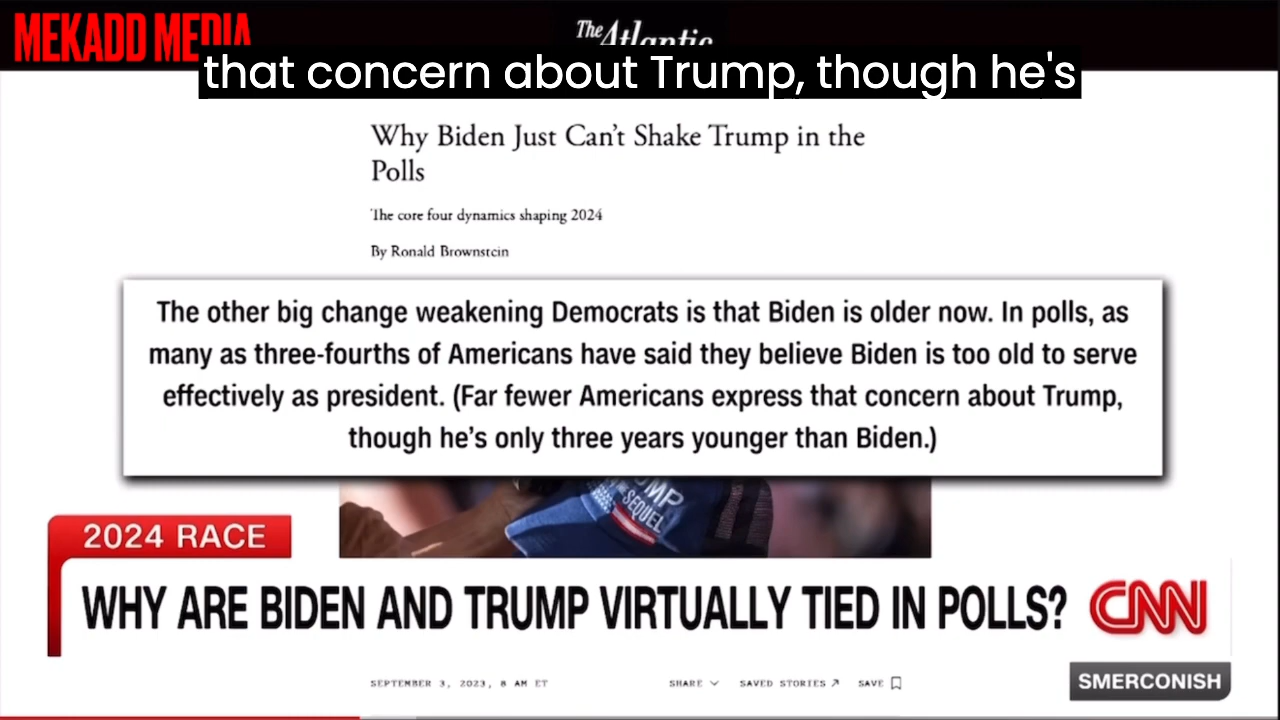 MEKADD MEDIA
The Atlantic
that concern about Trump, though he's
Why Biden Just Can't Shake Trump in the
Polls
The core four dynamics shaping 2024
By Ronald Brownstein
The other big change weakening Democrats is that Biden is older now. In polls, as
many as three-fourths of Americans have said they believe Biden is too old to serve
effectively as president. (Far fewer Americans express that concern about Trump,
though he's only three years younger than Biden.)
TRUMP
SEQUEL
2024 RACE
WHY ARE BIDEN AND TRUMP VIRTUALLY TIED IN POLLS?
CNN
SEPTEMBER 3, 2023, 8 AM ET
SHARE
SAVED STORIES
SAVE
SMERCONISH